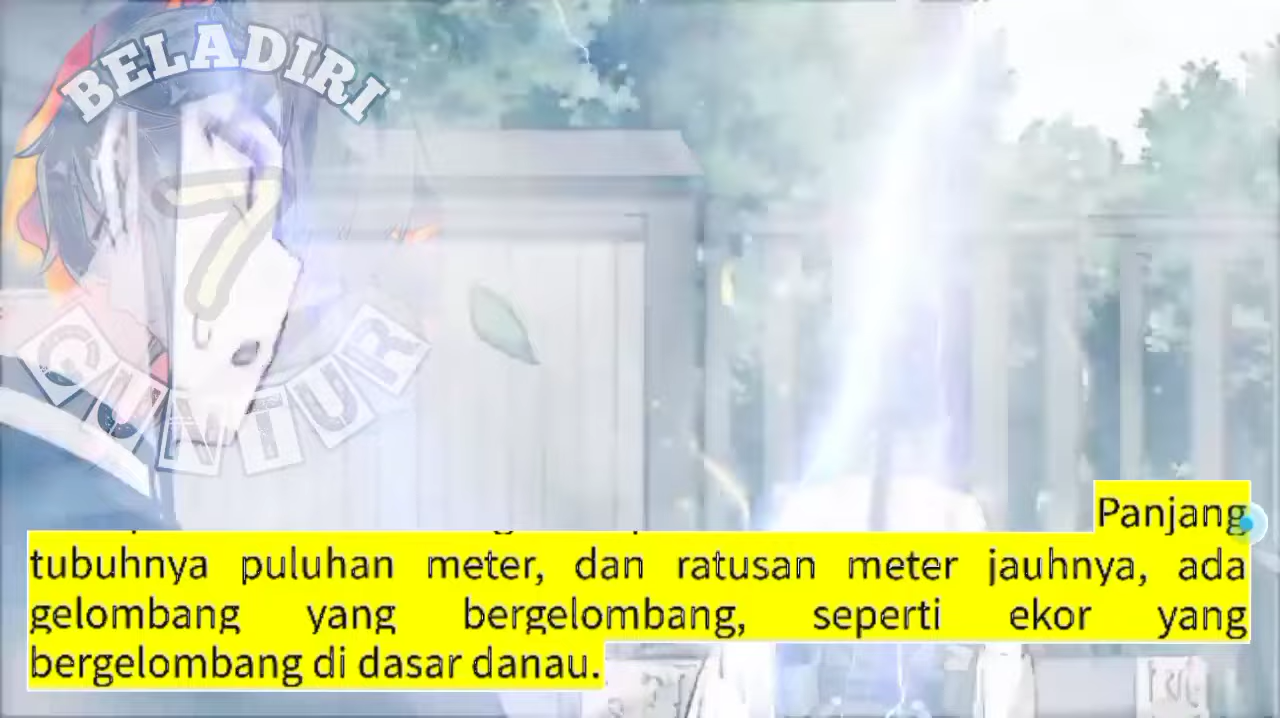 BELADIRI
7
GUNTUR
Panjang
tubuhnya puluhan meter, dan ratusan meter jauhnya, ada
gelombang yang bergelombang, seperti ekor yang
bergelombang di dasar danau.